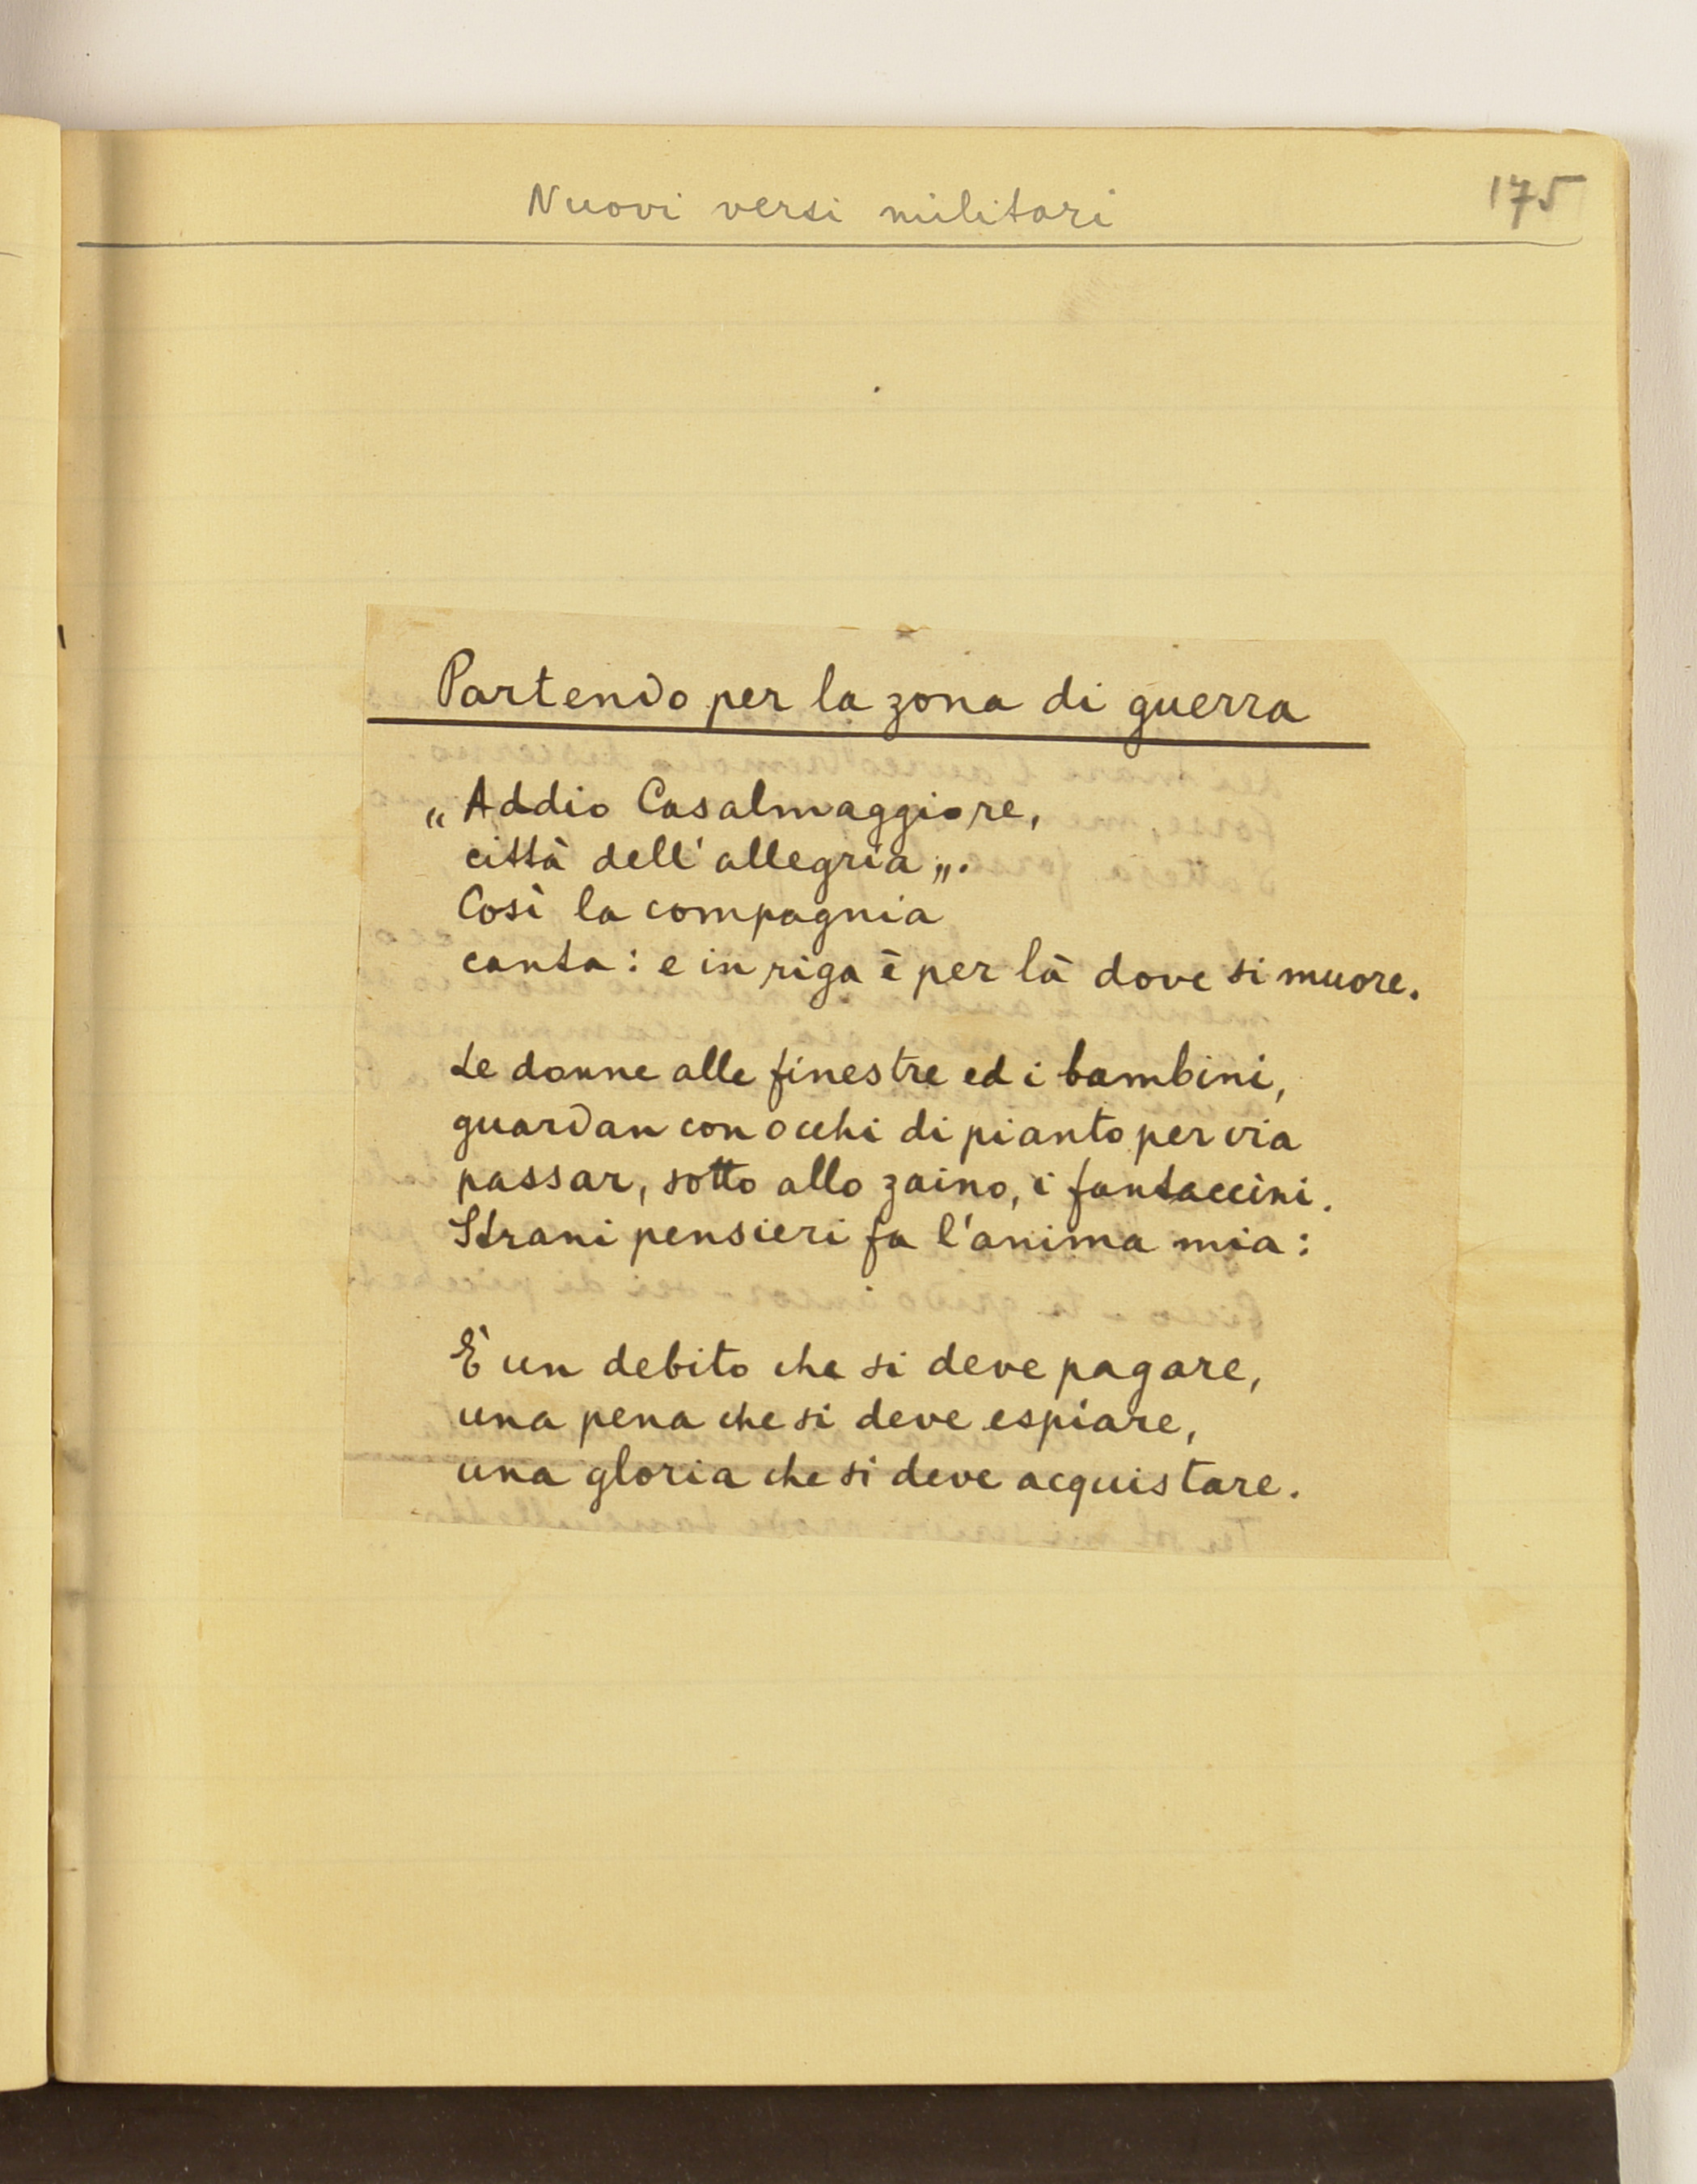 Nuovi versi militari
175
Partendo per la zona di guerra
„Addio Casalmaggiore,
città dell'allegria„.
Così la compagnia
canta: e in riga è per là dove si muore.
Le donne alle finestre ed i bambini,
guardan con occhi di pianto per via
passar, sotto allo zaino, i fantaccini.
Strani pensieri fa l'anima mia:
È un debito che si deve pagare,
una pena che si deve espiare,
una gloria che si deve acquistare.